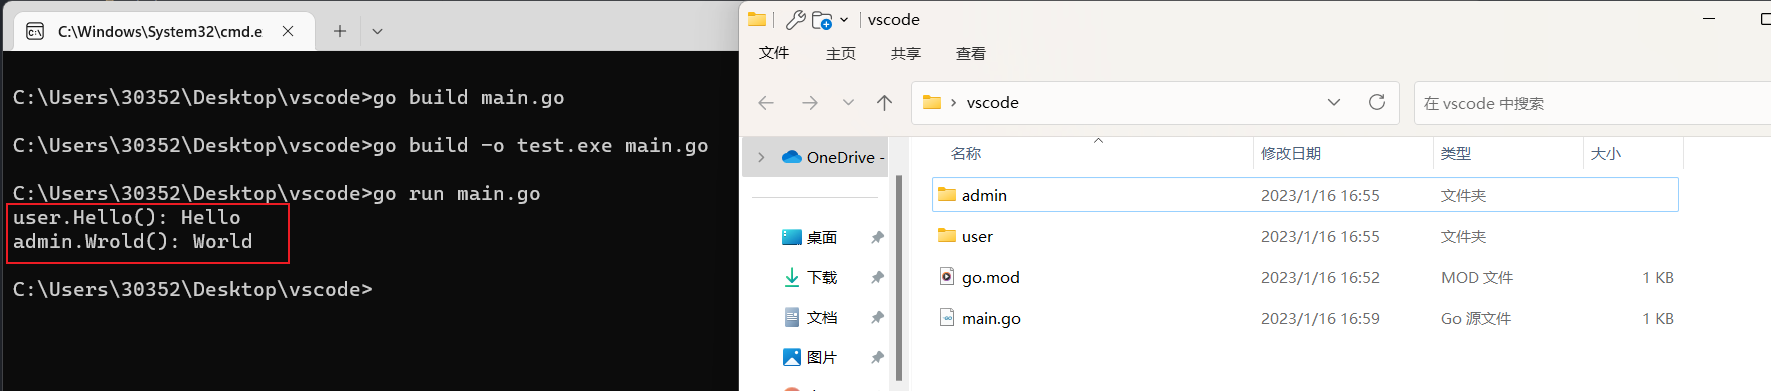 C:\Windows\System32\cmd.e
C:\Users\30352\Desktop\vscode>go build main.go
C:\Users\30352\Desktop\vscode>go build -o test.exe main.go
C:\Users\30352\Desktop\vscode>go run main.go
user.Hello(): Hello
admin.Wrold(): World
C:\Users\30352\Desktop\vscode>
vscode
文件 主页 共享 查看
vscode
在 vscode 中搜索
OneDrive -
桌面
下载
文档
图片
名称 修改日期 类型 大小
admin 2023/1/16 16:55 文件夹
user 2023/1/16 16:55 文件夹
go.mod 2023/1/16 16:52 MOD 文件 1 KB
main.go 2023/1/16 16:59 Go 源文件 1 KB